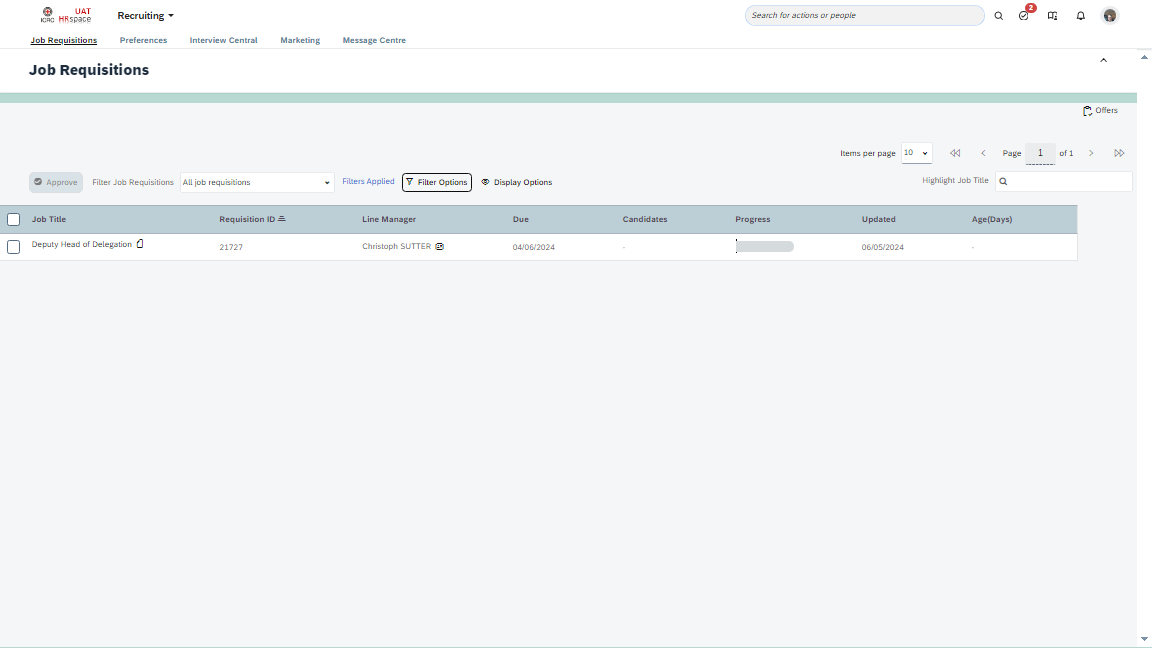 ICRC
UAT
HRspace
Recruiting
Search for actions or people
2
Job Requisitions
Preferences
Interview Central
Marketing
Message Centre
Job Requisitions
Offers
Items per page
10
Page
1
of 1
Approve
Filter Job Requisitions
All job requisitions
Filters Applied
Filter Options
Display Options
Highlight Job Title
Job Title
Requisition ID
Line Manager
Due
Candidates
Progress
Updated
Age(Days)
Deputy Head of Delegation
21727
Christoph SUTTER
04/06/2024
-
06/05/2024
-